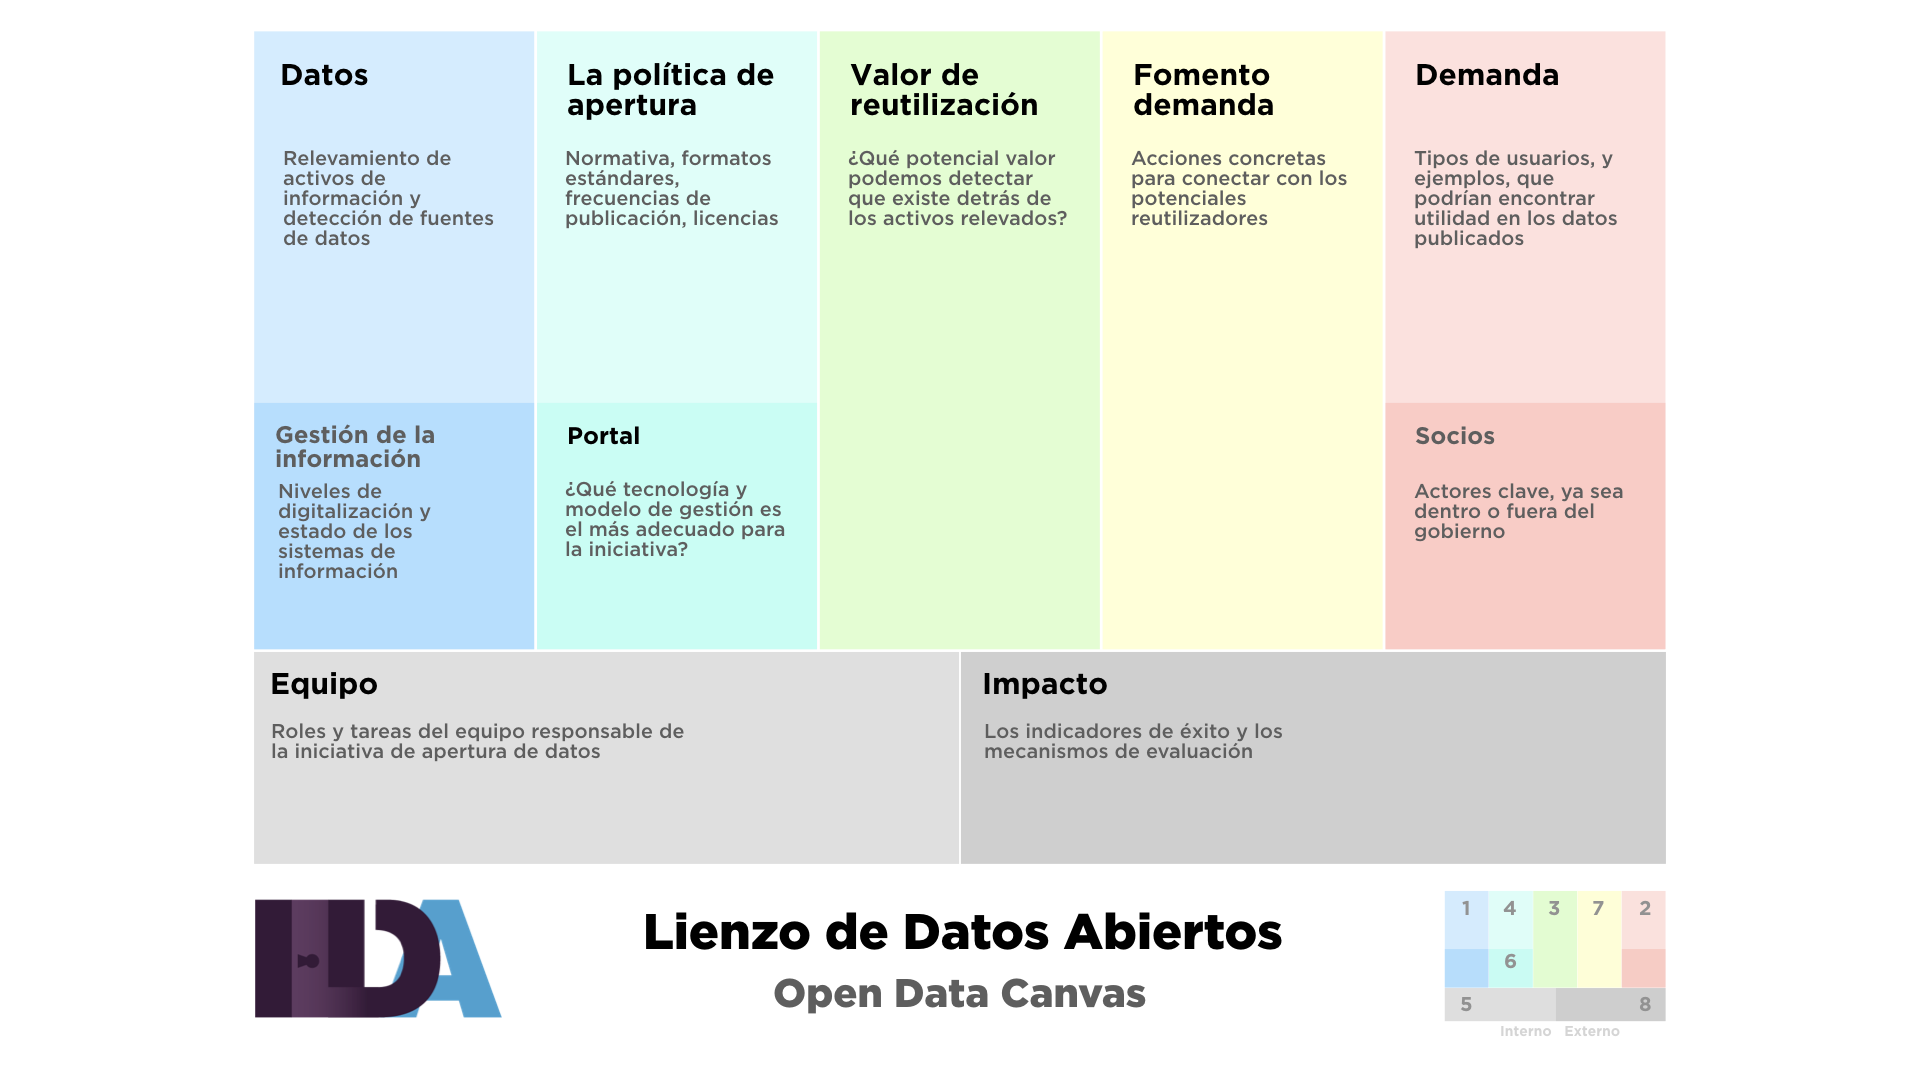 Datos
Relevamiento de
activos de
información y
detección de fuentes
de datos
La política de
apertura
Normativa, formatos
estándares,
frecuencias de
publicación, licencias
Valor de
reutilización
¿Qué potencial valor
podemos detectar
que existe detrás de
los activos relevados?
Fomento
demanda
Acciones concretas
para conectar con los
potenciales
reutilizadores
Demanda
Tipos de usuarios, y
ejemplos, que
podrían encontrar
utilidad en los datos
publicados
Gestión de la
información
Niveles de
digitalización y
estado de los
sistemas de
información
Portal
¿Qué tecnología y
modelo de gestión es
el más adecuado para
la iniciativa?
Socios
Actores clave, ya sea
dentro o fuera del
gobierno
Equipo
Roles y tareas del equipo responsable de
la iniciativa de apertura de datos
Impacto
Los indicadores de éxito y los
mecanismos de evaluación
ILDA
Lienzo de Datos Abiertos
Open Data Canvas
1 4 3 7 2
6
5 8
Interno Externo